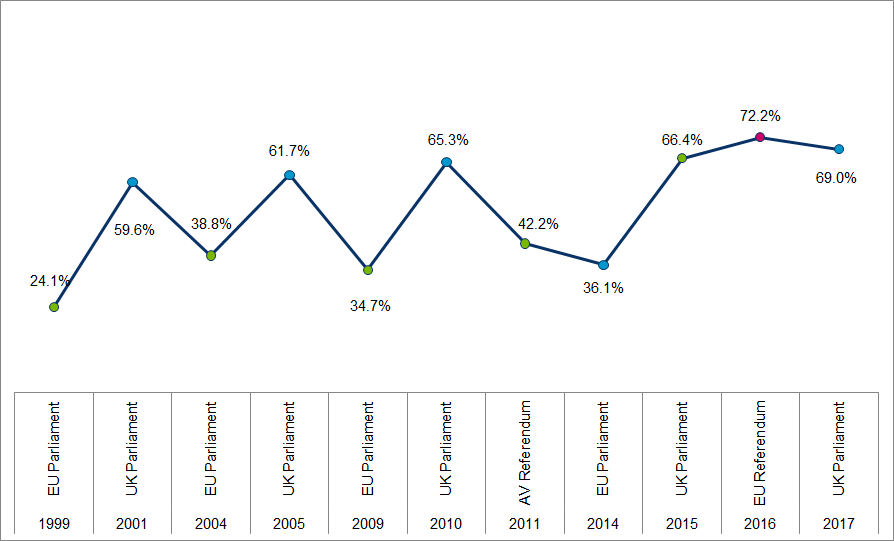 72.2%
66.4%
65.3%
61.7%
69.0%
59.6%
38.8%
42.2%
24.1%
36.1%
34.7%
EU Parliament
UK Parliament
EU Parliament
UK Parliament
EU Parliament
UK Parliament
AV Referendum
EU Parliament
UK Parliament
EU Referendum
UK Parliament
1999 2001 2004 2005 2009 2010 2011 2014 2015 2016 2017